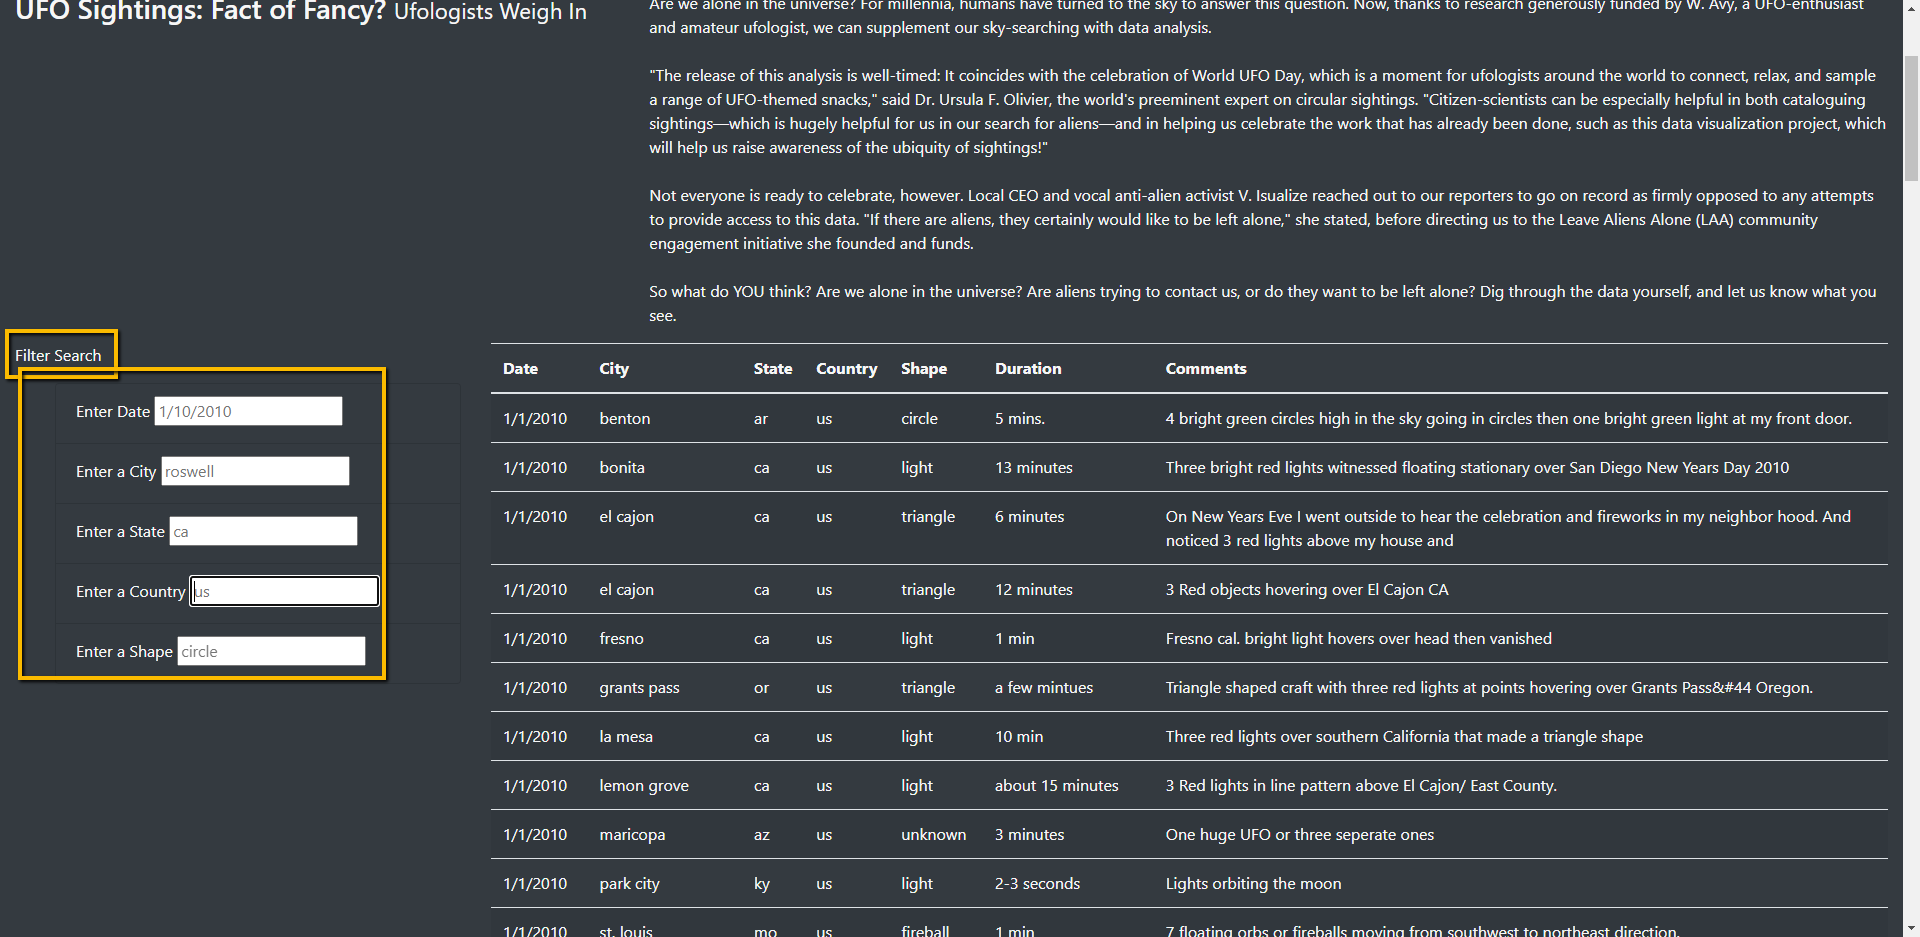 UFO Sightings: Fact of Fancy? Ufologists Weigh In
Are we alone in the universe? For millennia, humans have turned to the sky to answer this question. Now, thanks to research generously funded by W. Avy, a UFO-enthusiast
and amateur ufologist, we can supplement our sky-searching with data analysis.
"The release of this analysis is well-timed: It coincides with the celebration of World UFO Day, which is a moment for ufologists around the world to connect, relax, and sample
a range of UFO-themed snacks," said Dr. Ursula F. Olivier, the world's preeminent expert on circular sightings. "Citizen-scientists can be especially helpful in both cataloguing
sightings—which is hugely helpful for us in our search for aliens—and in helping us celebrate the work that has already been done, such as this data visualization project, which
will help us raise awareness of the ubiquity of sightings!"
Not everyone is ready to celebrate, however. Local CEO and vocal anti-alien activist V. Isualize reached out to our reporters to go on record as firmly opposed to any attempts
to provide access to this data. "If there are aliens, they certainly would like to be left alone," she stated, before directing us to the Leave Aliens Alone (LAA) community
engagement initiative she founded and funds.
So what do YOU think? Are we alone in the universe? Are aliens trying to contact us, or do they want to be left alone? Dig through the data yourself, and let us know what you
see.
Filter Search
Enter Date 1/10/2010
Enter a City roswell
Enter a State ca
Enter a Country us
Enter a Shape circle
Date City State Country Shape Duration Comments
1/1/2010 benton ar us circle 5 mins. 4 bright green circles high in the sky going in circles then one bright green light at my front door.
1/1/2010 bonita ca us light 13 minutes Three bright red lights witnessed floating stationary over San Diego New Years Day 2010
1/1/2010 el cajon ca us triangle 6 minutes On New Years Eve I went outside to hear the celebration and fireworks in my neighbor hood. And
noticed 3 red lights above my house and
1/1/2010 el cajon ca us triangle 12 minutes 3 Red objects hovering over El Cajon CA
1/1/2010 fresno ca us light 1 min Fresno cal. bright light hovers over head then vanished
1/1/2010 grants pass or us triangle a few mintues Triangle shaped craft with three red lights at points hovering over Grants Pass&#44 Oregon.
1/1/2010 la mesa ca us light 10 min Three red lights over southern California that made a triangle shape
1/1/2010 lemon grove ca us light about 15 minutes 3 Red lights in line pattern above El Cajon/ East County.
1/1/2010 maricopa az us unknown 3 minutes One huge UFO or three seperate ones
1/1/2010 park city ky us light 2-3 seconds Lights orbiting the moon
1/1/2010 st. louis mo us fireball 1 min 7 floating orbs or fireballs moving from southwest to northeast direction.